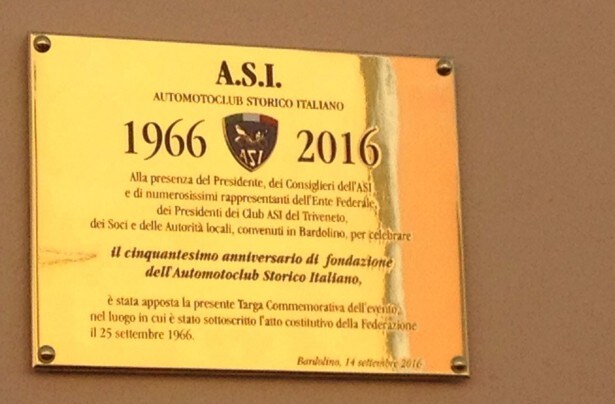 A.S.I.
AUTOMOTOCLUB STORICO ITALIANO
1966 ASI 2016
Alla presenza del Presidente, dei Consiglieri dell'ASI
e di numerosissimi rappresentanti dell'Ente Federale,
dei Presidenti dei Club ASI del Triveneto,
dei Soci e delle Autorità locali, convenuti in Bardolino, per celebrare
il cinquantesimo anniversario di fondazione
dell'Automotoclub Storico Italiano,
è stata apposta la presente Targa Commemorativa dell'evento,
nel luogo in cui è stato sottoscritto l'atto costitutivo della Federazione
il 25 settembre 1966.
Bardolino, 14 settembre 2016